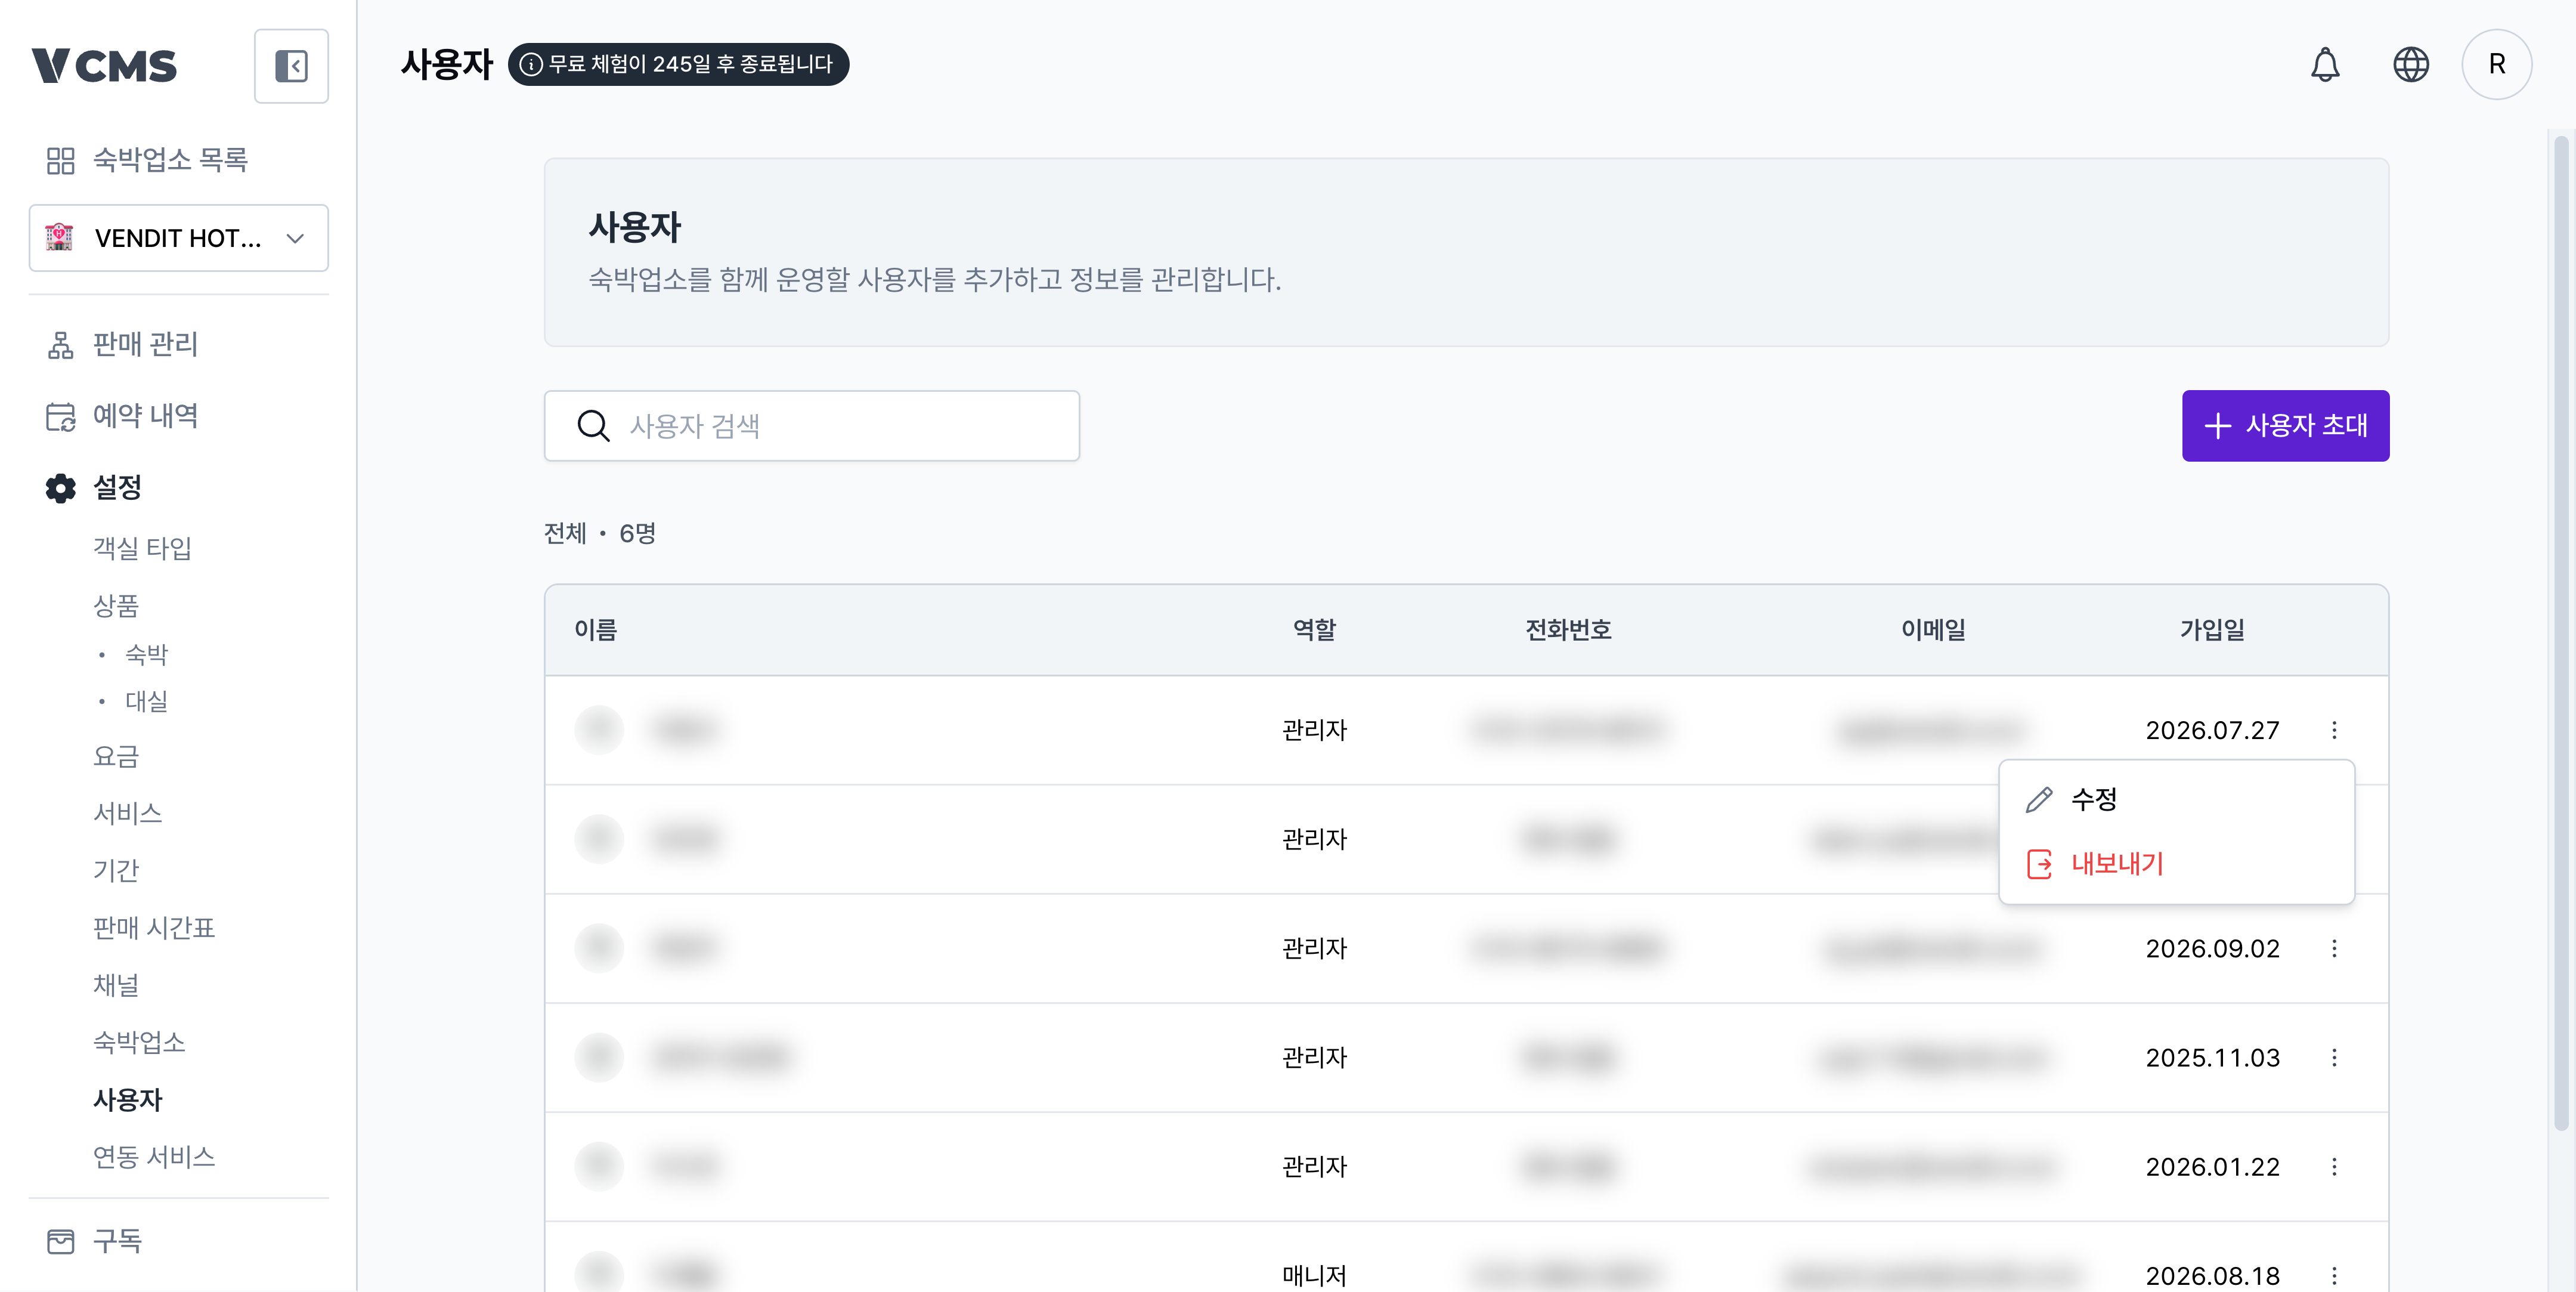 VCMS
숙박업소 목록
VENDIT HOT...
판매 관리
예약 내역
설정
객실 타입
상품
• 숙박
• 대실
요금
서비스
기간
판매 시간표
채널
숙박업소
사용자
연동 서비스
구독
사용자
무료 체험이 245일 후 종료됩니다
R
사용자
숙박업소를 함께 운영할 사용자를 추가하고 정보를 관리합니다.
사용자 검색
사용자 초대
전체 • 6명
이름 역할 전화번호 이메일 가입일
관리자 2026.07.27
수정
내보내기
관리자
관리자 2026.09.02
관리자 2025.11.03
관리자 2026.01.22
매니저 2026.08.18